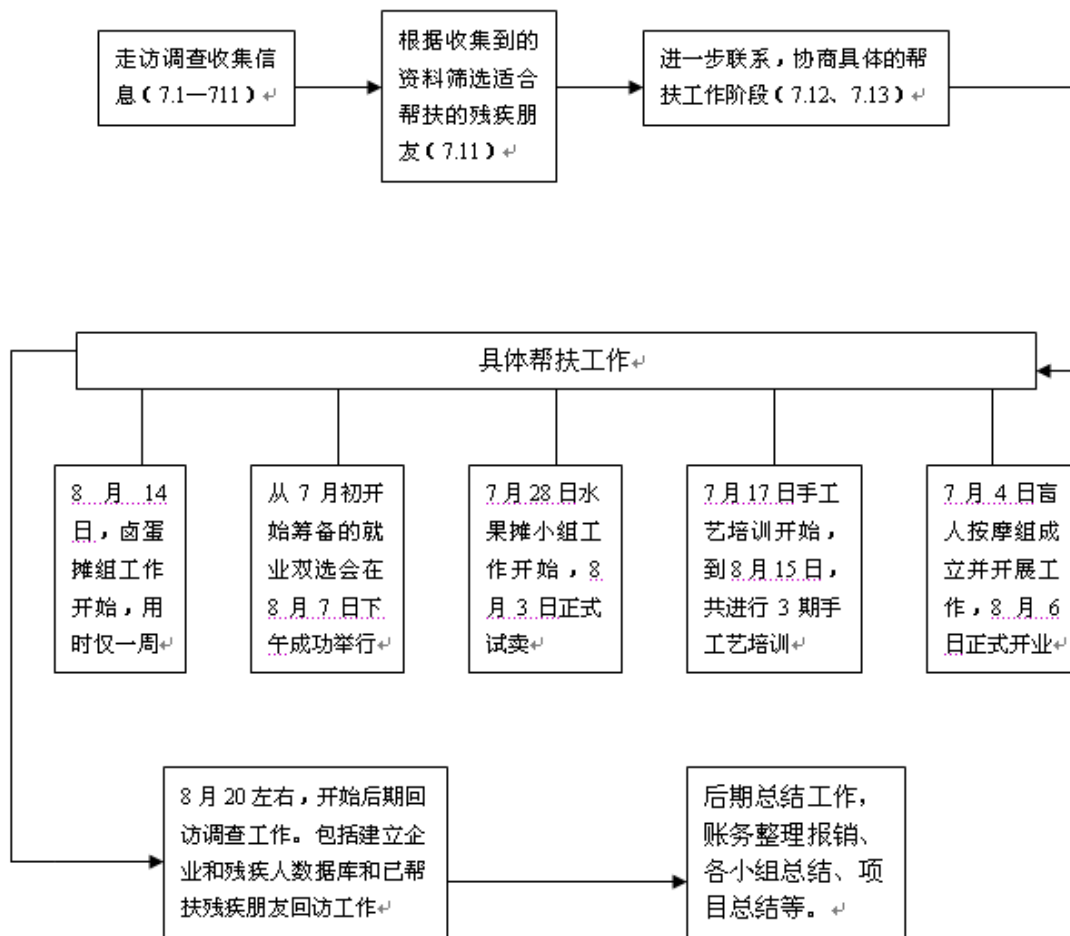 走访调查收集信
息（7.1—711）↵
根据收集到的
资料筛选适合
帮扶的残疾朋
友（7.11）↵
进一步联系，协商具体的帮
扶工作阶段（7.12、7.13）↵
具体帮扶工作↵
8 月 14
日，卤蛋
摊组工作
开始，用
时仅一周↵
从 7 月初开
始筹备的就
业双选会在
8 月 7 日下
午成功举行↵
7 月 28 日水
果摊小组工
作开始，8
月 3 日正式
试卖↵
7 月 17 日手工
艺培训开始，
到 8 月 15 日，
共进行 3 期手
工艺培训↵
7 月 4 日盲
人按摩组成
立并开展工
作，8 月 6
日正式开业↵
8 月 20 左右，开始后期回
访调查工作。包括建立企
业和残疾人数据库和已帮
扶残疾朋友回访工作↵
后期总结工作，
账务整理报销、
各小组总结、项
目总结等。↵